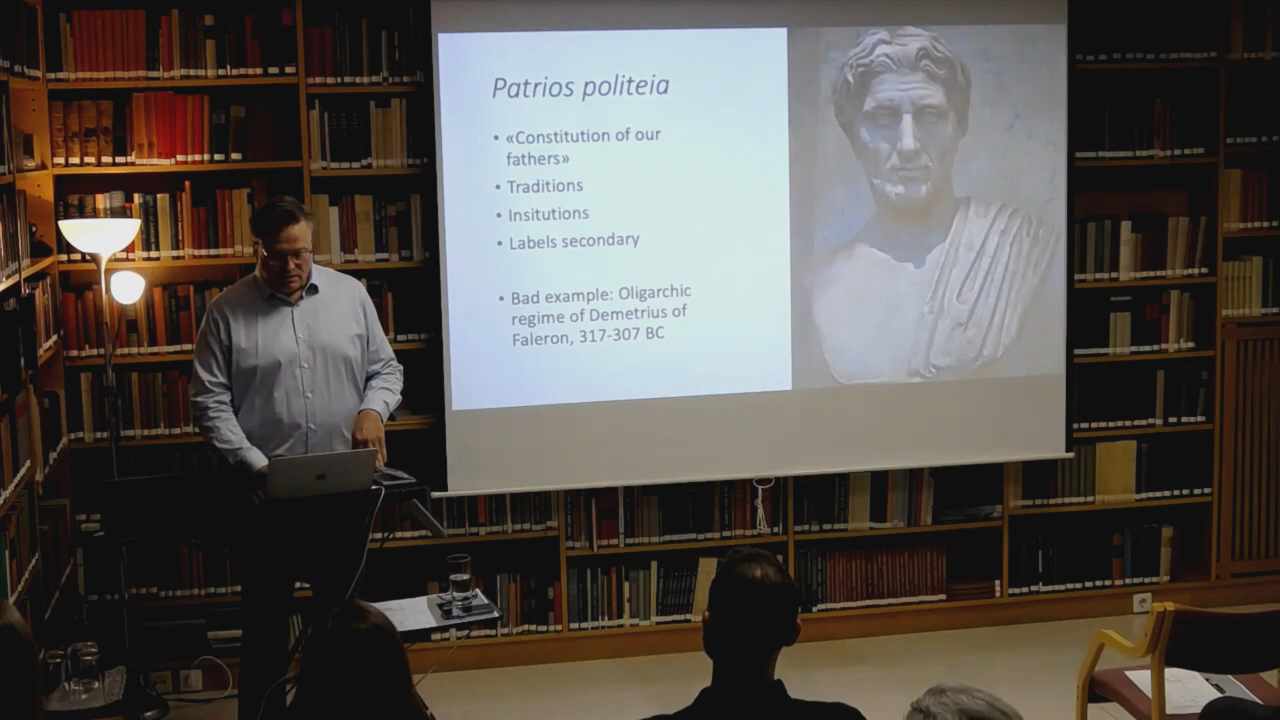 Patrios politeia
• «Constitution of our
fathers»
• Traditions
• Insitutions
• Labels secondary
• Bad example: Oligarchic
regime of Demetrius of
Faleron, 317-307 BC